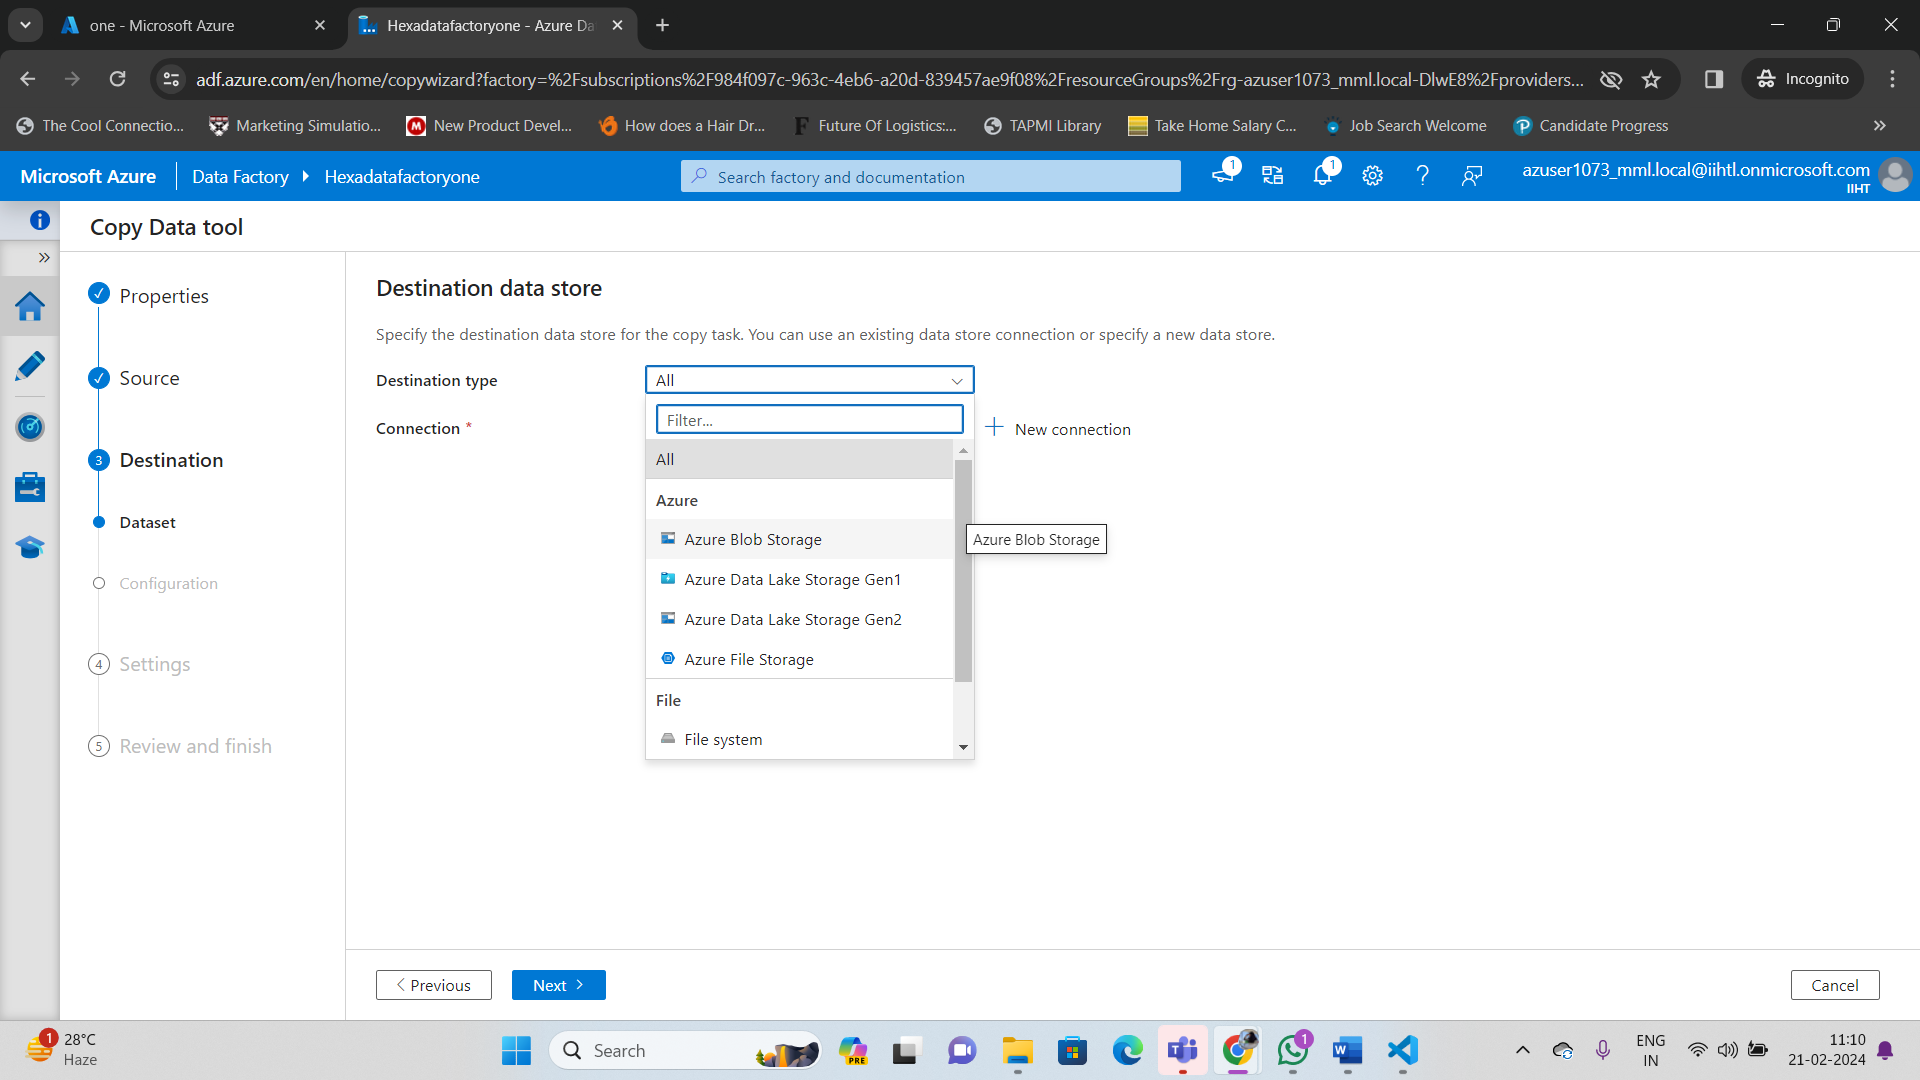 one - Microsoft Azure
Hexadatafactoryone - Azure Da
adf.azure.com/en/home/copywizard?factory=%2Fsubscriptions%2F984f097c-963c-4eb6-a20d-839457ae9f08%2FresourceGroups%2Frg-azuser1073_mml.local-DlwE8%2Fproviders...
Incognito
The Cool Connectio...
Marketing Simulatio...
New Product Devel...
How does a Hair Dr...
Future Of Logistics:...
TAPMI Library
Take Home Salary C...
Job Search Welcome
Candidate Progress
Microsoft Azure
Data Factory
Hexadatafactoryone
Search factory and documentation
1
1
azuser1073_mml.local@iihtl.onmicrosoft.com
IIHT
Copy Data tool
Properties
Source
3 Destination
Dataset
Configuration
4 Settings
5 Review and finish
Destination data store
Specify the destination data store for the copy task. You can use an existing data store connection or specify a new data store.
Destination type
All
Connection *
Filter...
New connection
All
Azure
Azure Blob Storage
Azure Blob Storage
Azure Data Lake Storage Gen1
Azure Data Lake Storage Gen2
Azure File Storage
File
File system
Previous
Next
Cancel
1
28°C
Haze
Search
PRE
1
ENG
IN
11:10
21-02-2024